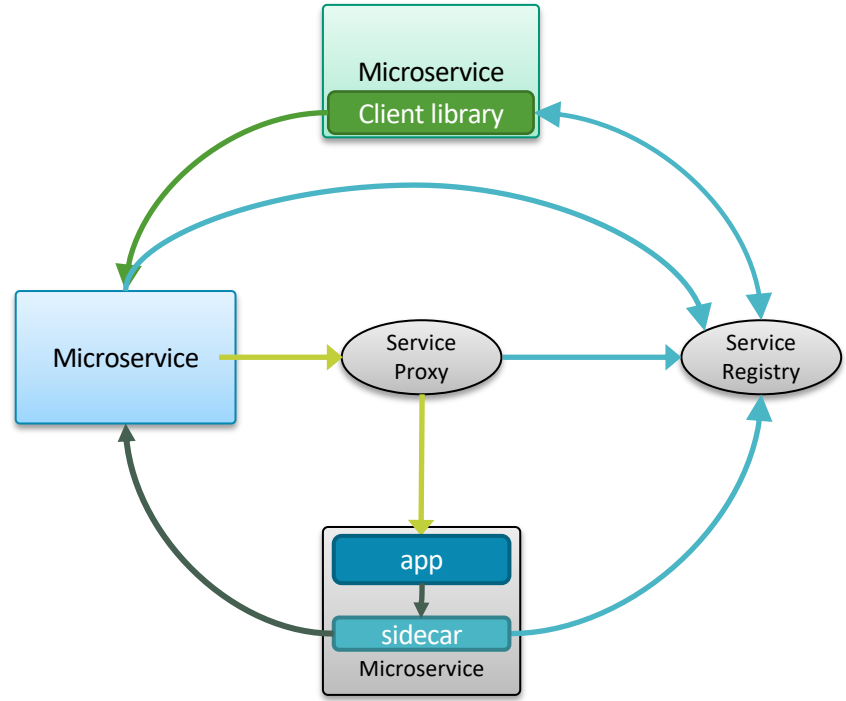 Microservice
Client library
Microservice
Service
Proxy
Service
Registry
app
sidecar
Microservice